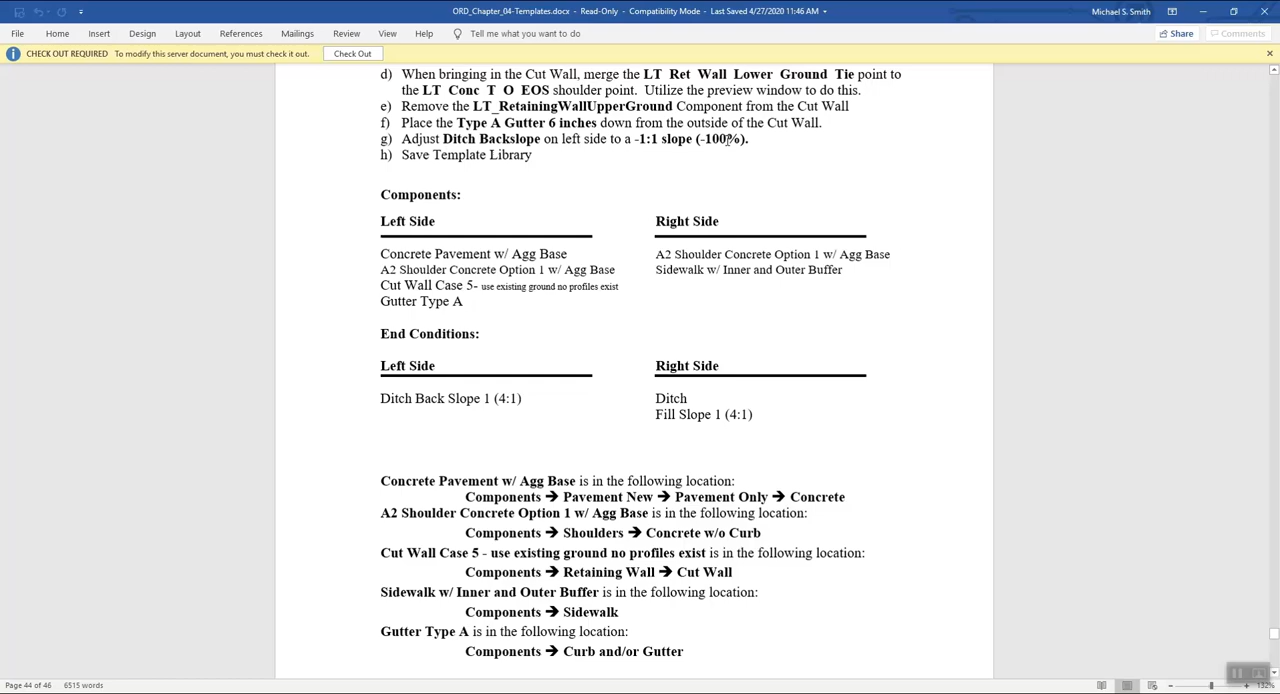 ORD_Chapter_04-Templates.docx - Read-Only - Compatibility Mode - Last Saved 4/27/2020 11:46 AM
Michael S. Smith
File Home Insert Design Layout References Mailings Review View Help Tell me what you want to do Share Comments
CHECK OUT REQUIRED To modify this server document, you must check it out. Check Out
d) When bringing in the Cut Wall, merge the LT Ret Wall Lower Ground Tie point to
the LT Conc T O EOS shoulder point. Utilize the preview window to do this.
e) Remove the LT_RetainingWallUpperGround Component from the Cut Wall
f) Place the Type A Gutter 6 inches down from the outside of the Cut Wall.
g) Adjust Ditch Backslope on left side to a -1:1 slope (-100%).
h) Save Template Library
Components:
Left Side Right Side
Concrete Pavement w/ Agg Base A2 Shoulder Concrete Option 1 w/ Agg Base
A2 Shoulder Concrete Option 1 w/ Agg Base Sidewalk w/ Inner and Outer Buffer
Cut Wall Case 5- use existing ground no profiles exist
Gutter Type A
End Conditions:
Left Side Right Side
Ditch Back Slope 1 (4:1) Ditch
Fill Slope 1 (4:1)
Concrete Pavement w/ Agg Base is in the following location:
Components ➔ Pavement New ➔ Pavement Only ➔ Concrete
A2 Shoulder Concrete Option 1 w/ Agg Base is in the following location:
Components ➔ Shoulders ➔ Concrete w/o Curb
Cut Wall Case 5 - use existing ground no profiles exist is in the following location:
Components ➔ Retaining Wall ➔ Cut Wall
Sidewalk w/ Inner and Outer Buffer is in the following location:
Components ➔ Sidewalk
Gutter Type A is in the following location:
Components ➔ Curb and/or Gutter
Page 44 of 46 6515 words 132%